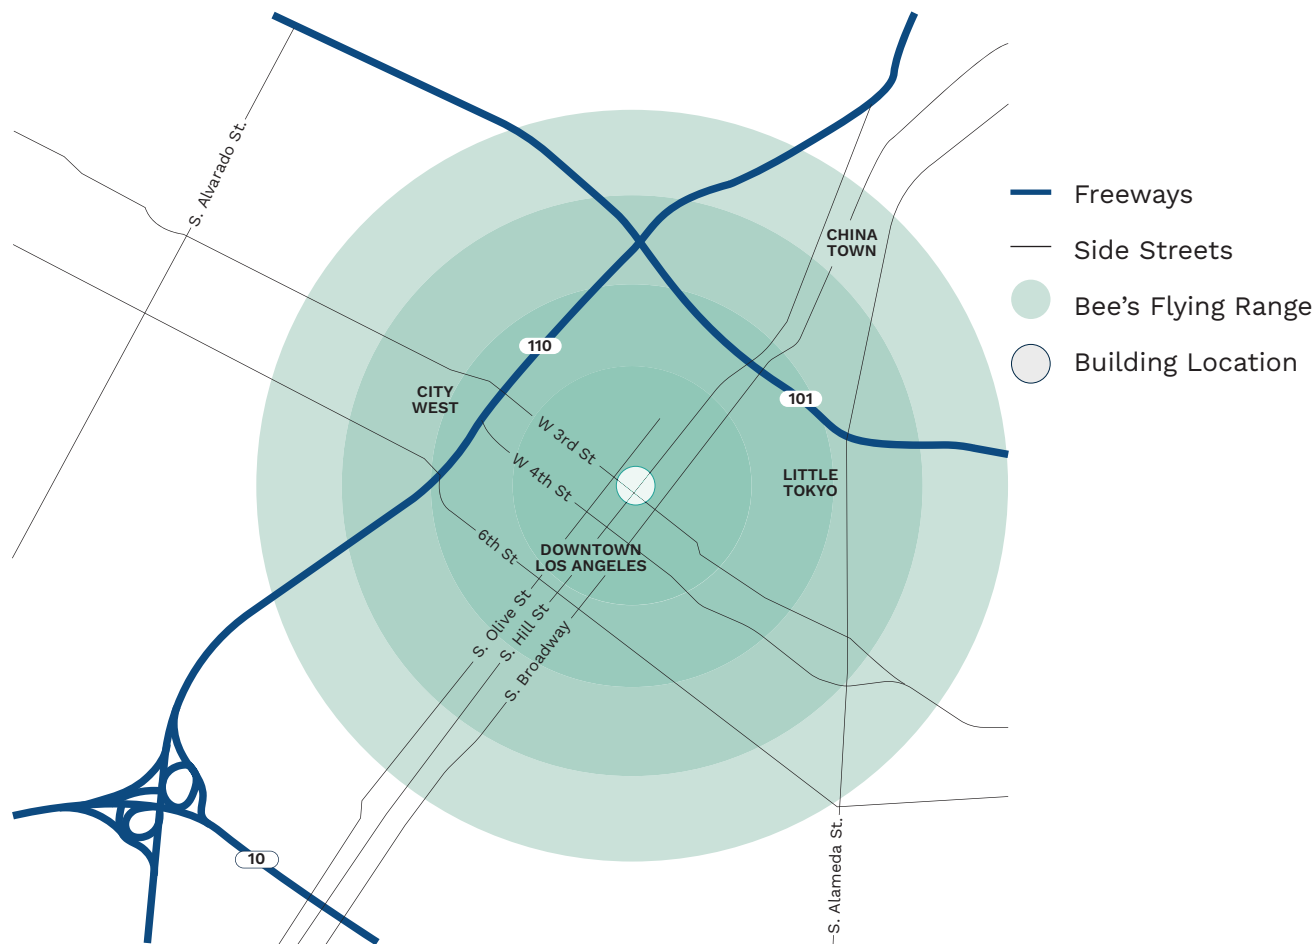 S. Alvarado St.
CHINA
TOWN
110
CITY
WEST
101
W 3rd St
W 4th St
LITTLE
TOKYO
6th St
DOWNTOWN
LOS ANGELES
S. Olive St
S. Hill St
S. Broadway
10
S. Alameda St.
Freeways
Side Streets
Bee’s Flying Range
Building Location